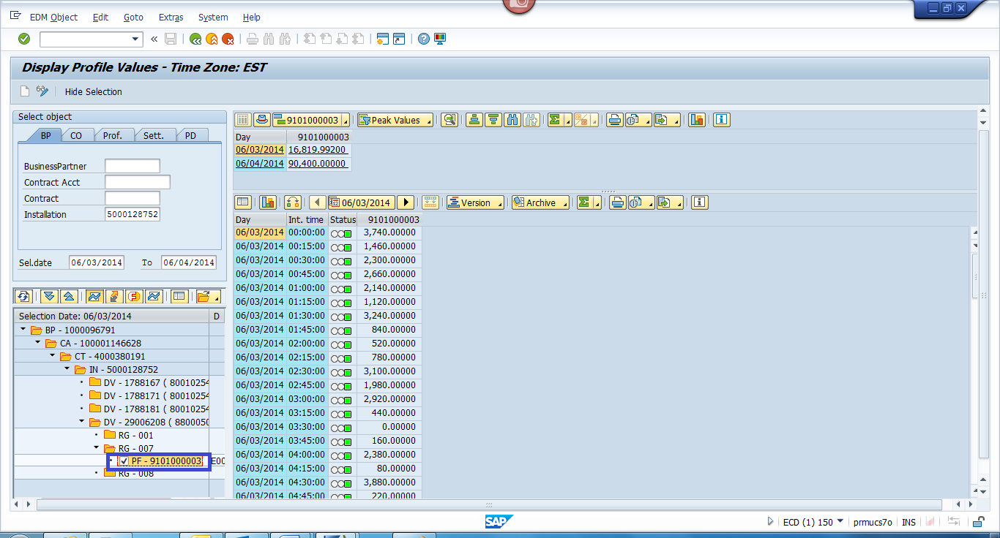 EDM Object Edit Goto Extras System Help
Display Profile Values - Time Zone: EST
Hide Selection
Select object
BP CO Prof. Sett. PD
BusinessPartner
Contract Acct
Contract
Installation 5000128752
Sel.date 06/03/2014 To 06/04/2014
Selection Date: 06/03/2014 D
BP - 1000096791
CA - 100001146628
CT - 4000380191
IN - 5000128752
DV - 1788167 ( 80010254
DV - 1788171 ( 80010254
DV - 1788181 ( 80010254
DV - 29006208 ( 8800050
RG - 001
RG - 007
PF - 9101000003 E00
RG - 008
9101000003 Peak Values
Day 9101000003
06/03/2014 16,819.99200
06/04/2014 90,400.00000
06/03/2014 Version Archive
Day Int. time Status 9101000003
06/03/2014 00:00:00 3,740.00000
06/03/2014 00:15:00 1,460.00000
06/03/2014 00:30:00 2,300.00000
06/03/2014 00:45:00 2,660.00000
06/03/2014 01:00:00 2,140.00000
06/03/2014 01:15:00 1,120.00000
06/03/2014 01:30:00 3,240.00000
06/03/2014 01:45:00 840.00000
06/03/2014 02:00:00 520.00000
06/03/2014 02:15:00 780.00000
06/03/2014 02:30:00 3,100.00000
06/03/2014 02:45:00 1,980.00000
06/03/2014 03:00:00 2,920.00000
06/03/2014 03:15:00 440.00000
06/03/2014 03:30:00 0.00000
06/03/2014 03:45:00 160.00000
06/03/2014 04:00:00 2,380.00000
06/03/2014 04:15:00 80.00000
06/03/2014 04:30:00 3,880.00000
06/03/2014 04:45:00 220.00000
SAP
ECD (1) 150 prmucs7o INS